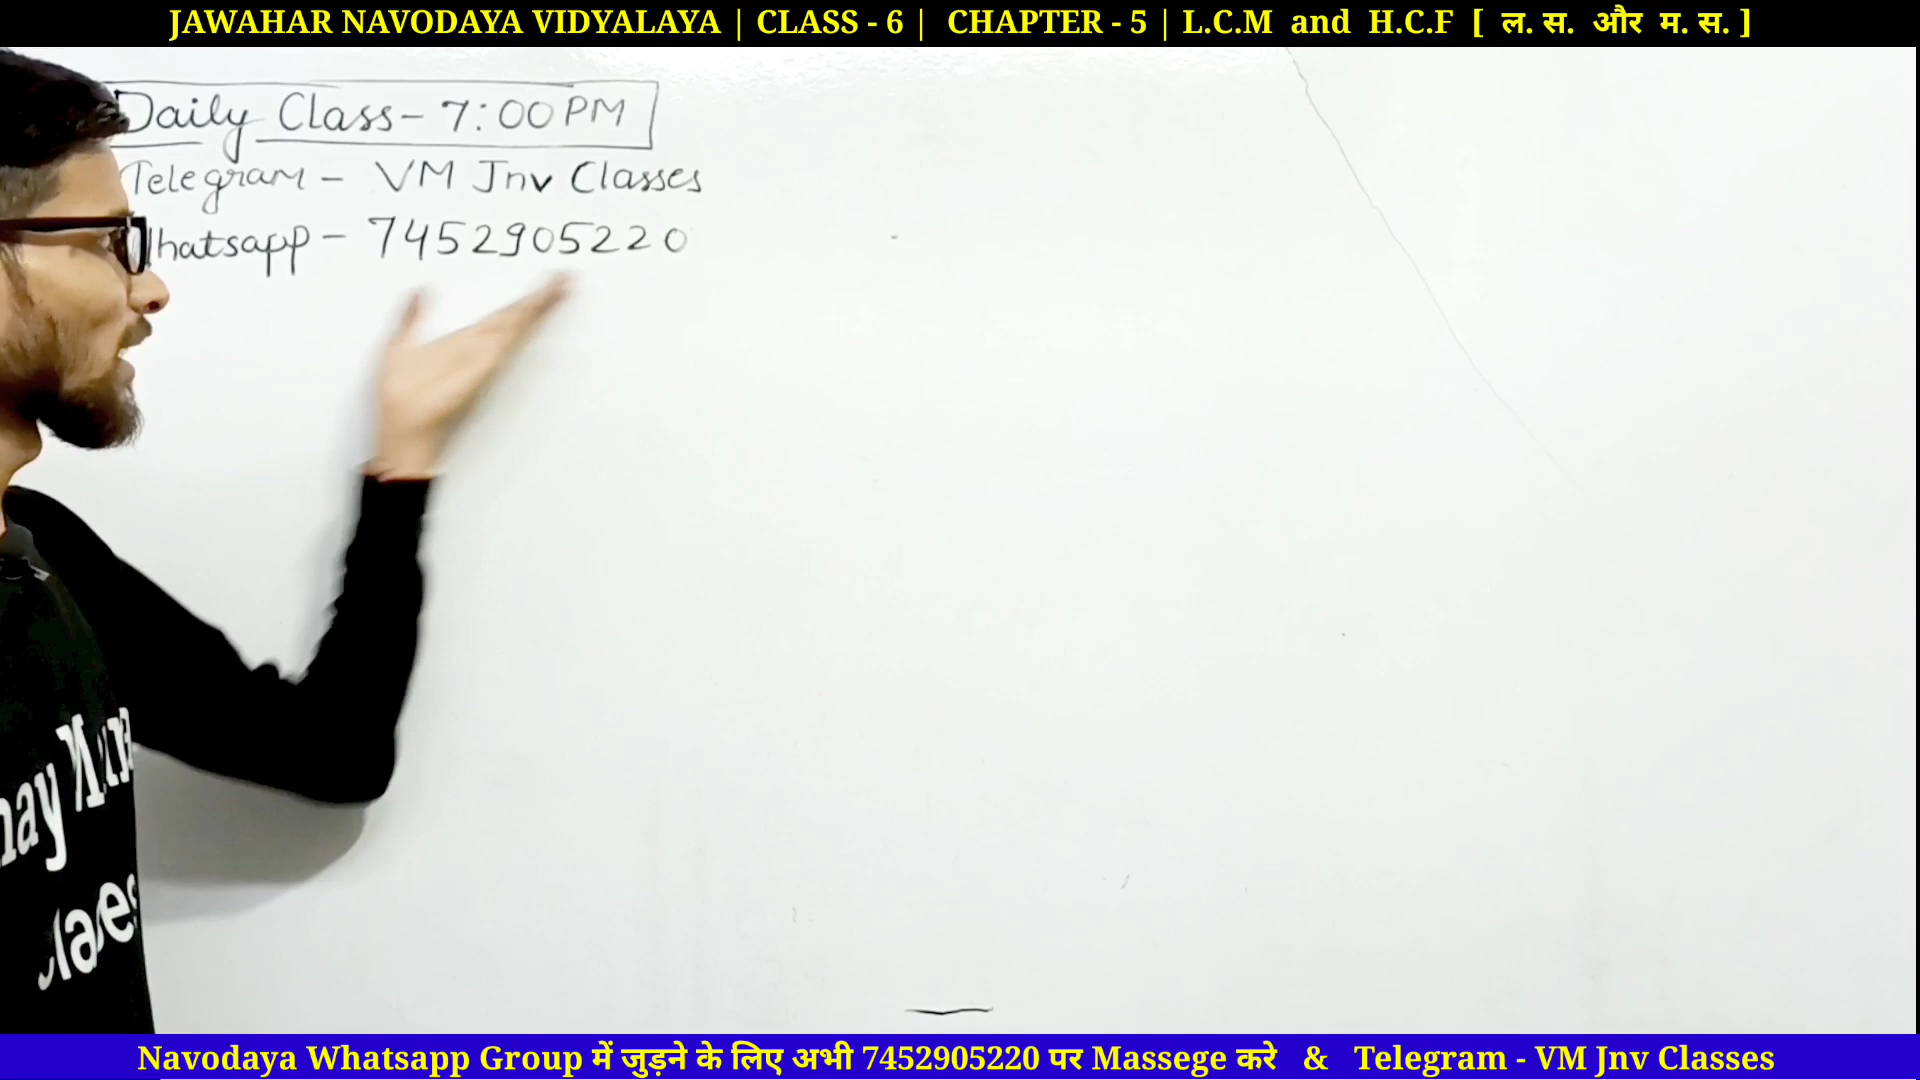 JAWAHAR NAVODAYA VIDYALAYA | CLASS - 6 | CHAPTER - 5 | L.C.M and H.C.F [ ल. स. और म. स. ]
Daily Class - 7:00 PM
Telegram - VM Jnv Classes
Whatsapp - 7452905220
Navodaya Whatsapp Group में जुड़ने के लिए अभी 7452905220 पर Massege करे & Telegram - VM Jnv Classes